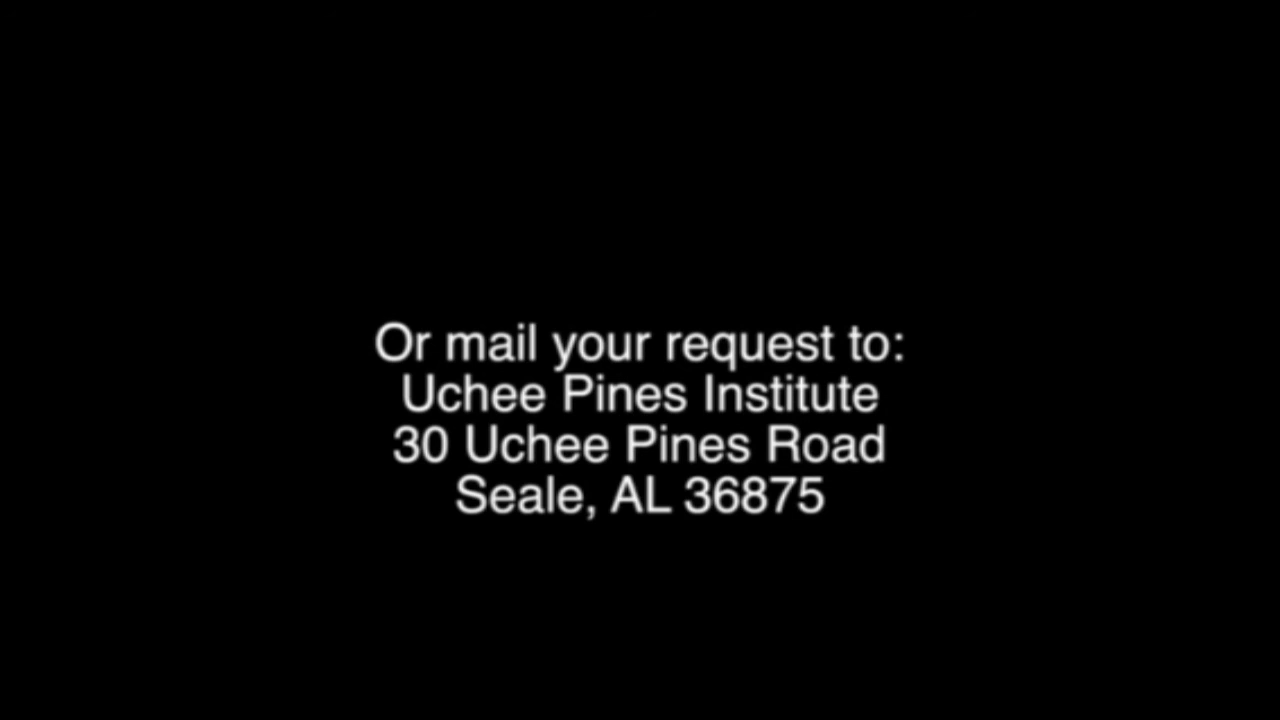 Or mail your request to:
Uchee Pines Institute
30 Uchee Pines Road
Seale, AL 36875